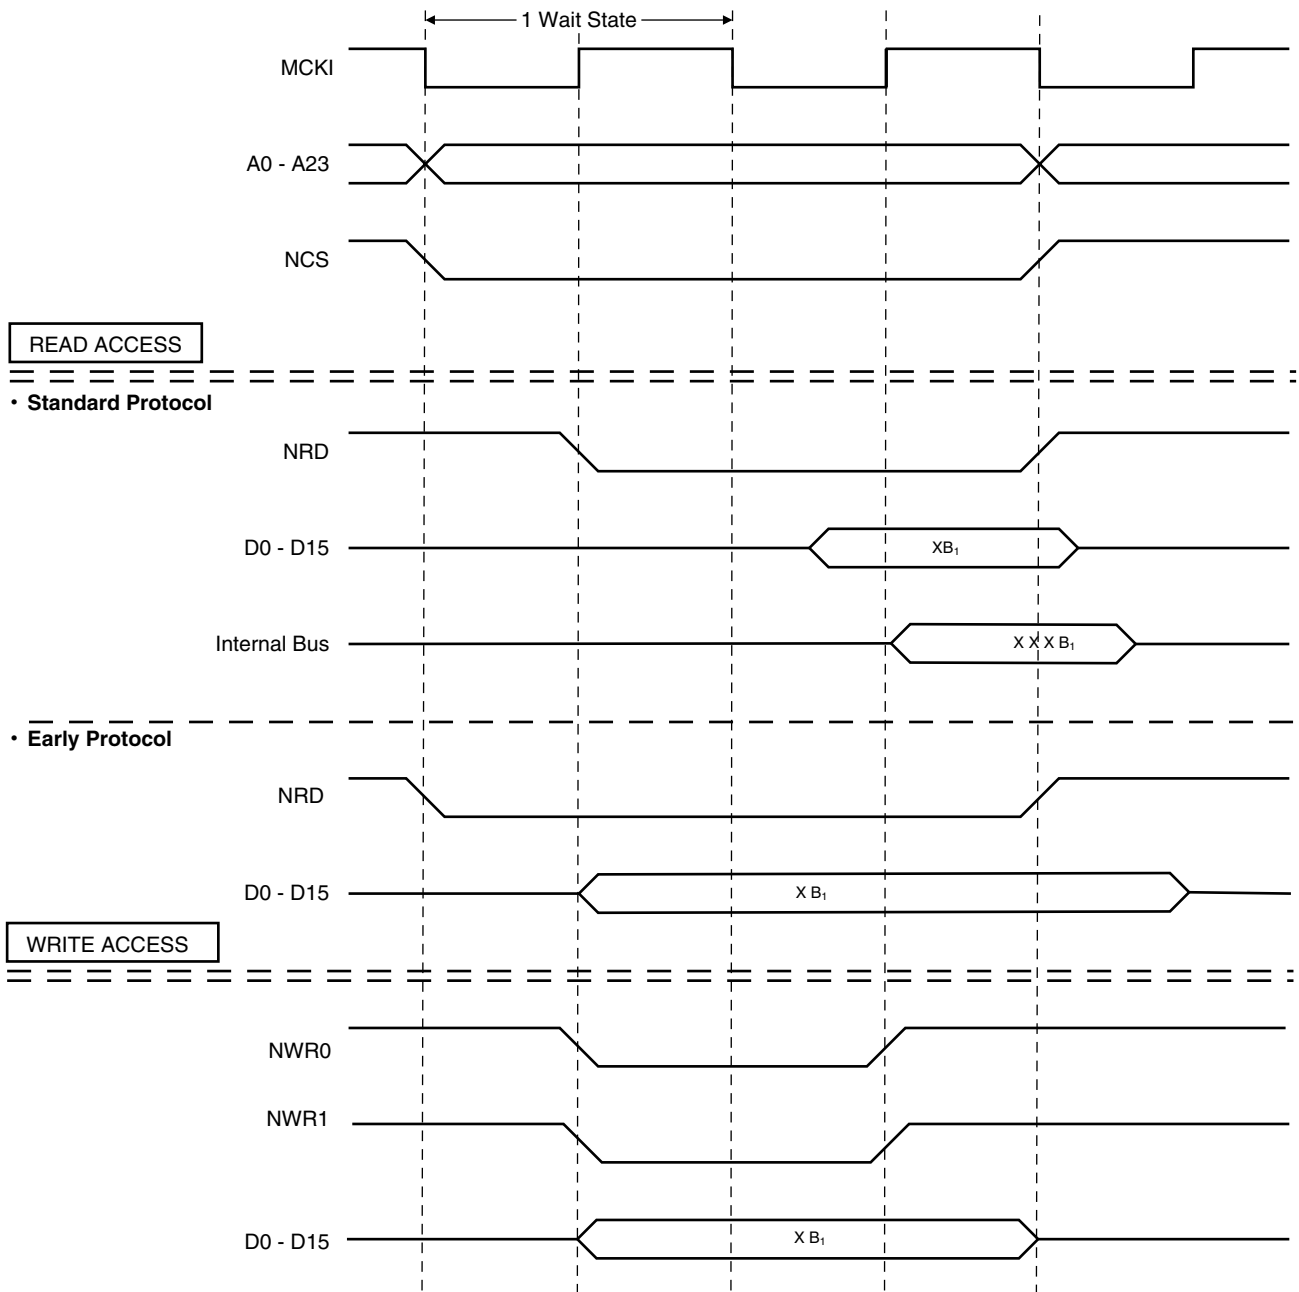 1 Wait State
MCKI
A0 - A23
NCS
READ ACCESS
• Standard Protocol
NRD
D0 - D15
XB₁
Internal Bus
X X X B₁
• Early Protocol
NRD
D0 - D15
X B₁
WRITE ACCESS
NWR0
NWR1
D0 - D15
X B₁